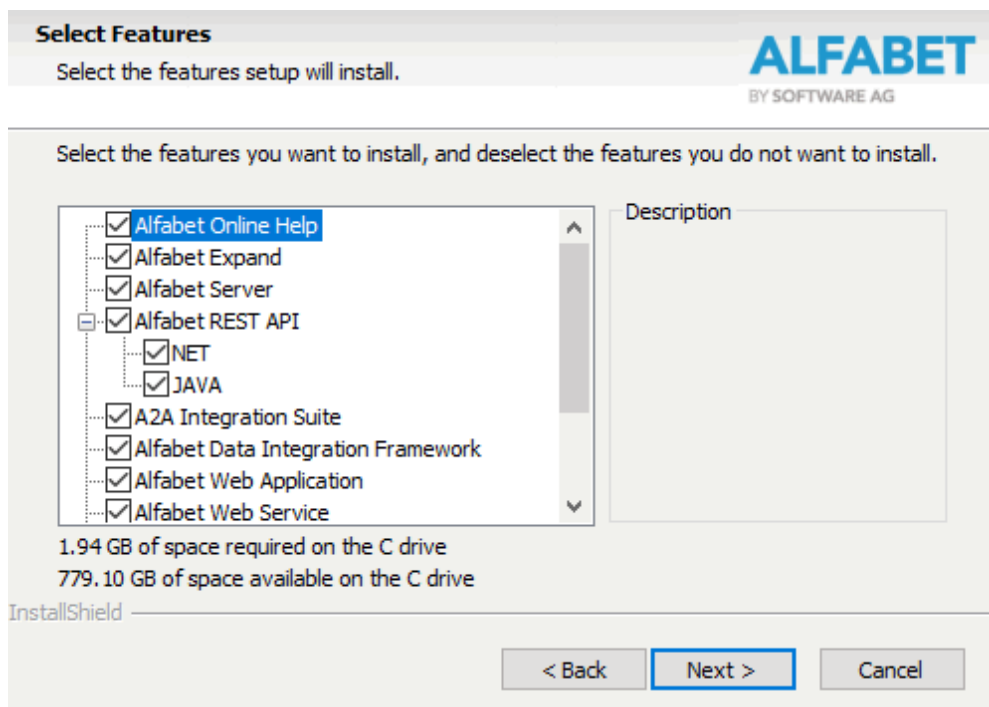 Select Features
Select the features setup will install.
ALFABET
BY SOFTWARE AG
Select the features you want to install, and deselect the features you do not want to install.
Alfabet Online Help
Alfabet Expand
Alfabet Server
Alfabet REST API
NET
JAVA
A2A Integration Suite
Alfabet Data Integration Framework
Alfabet Web Application
Alfabet Web Service
Description
1.94 GB of space required on the C drive
779.10 GB of space available on the C drive
InstallShield
< Back
Next >
Cancel